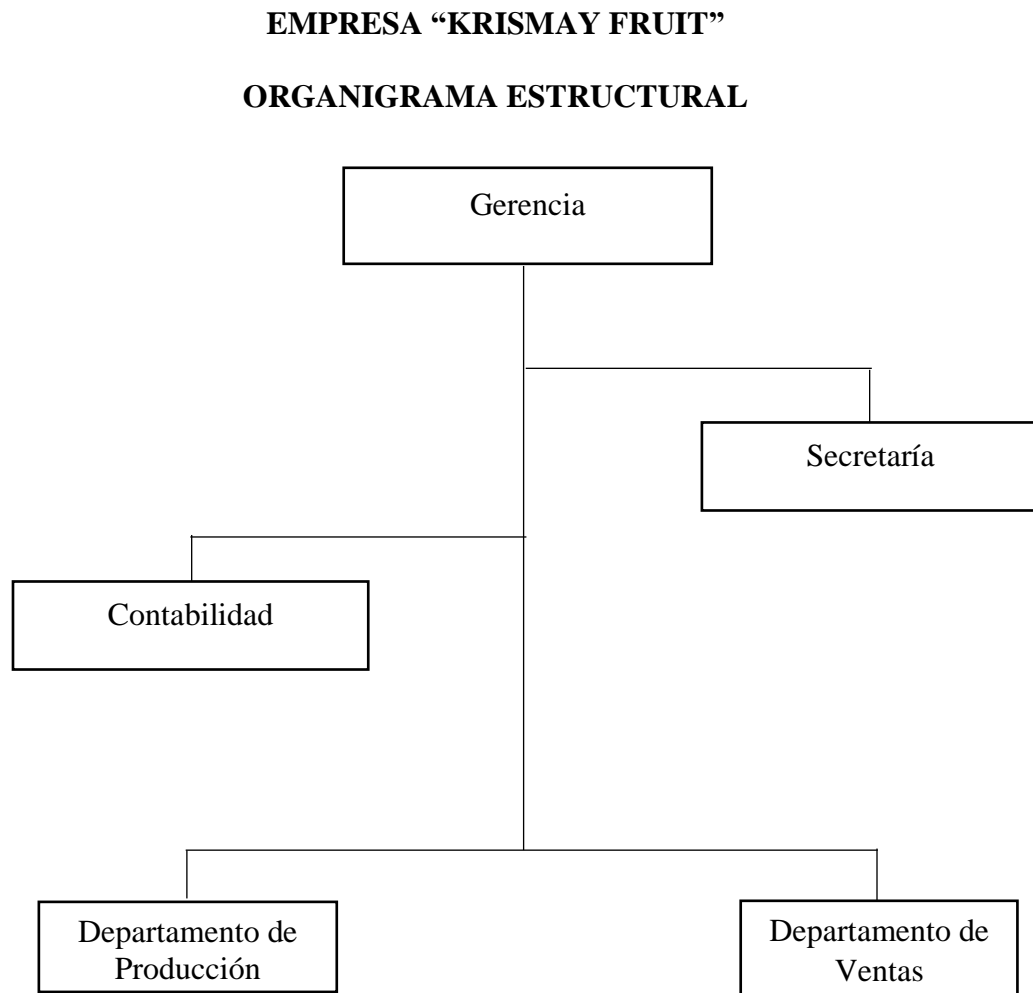 EMPRESA “KRISMAY FRUIT”
ORGANIGRAMA ESTRUCTURAL
Gerencia
Secretaría
Contabilidad
Departamento de
Producción
Departamento de
Ventas